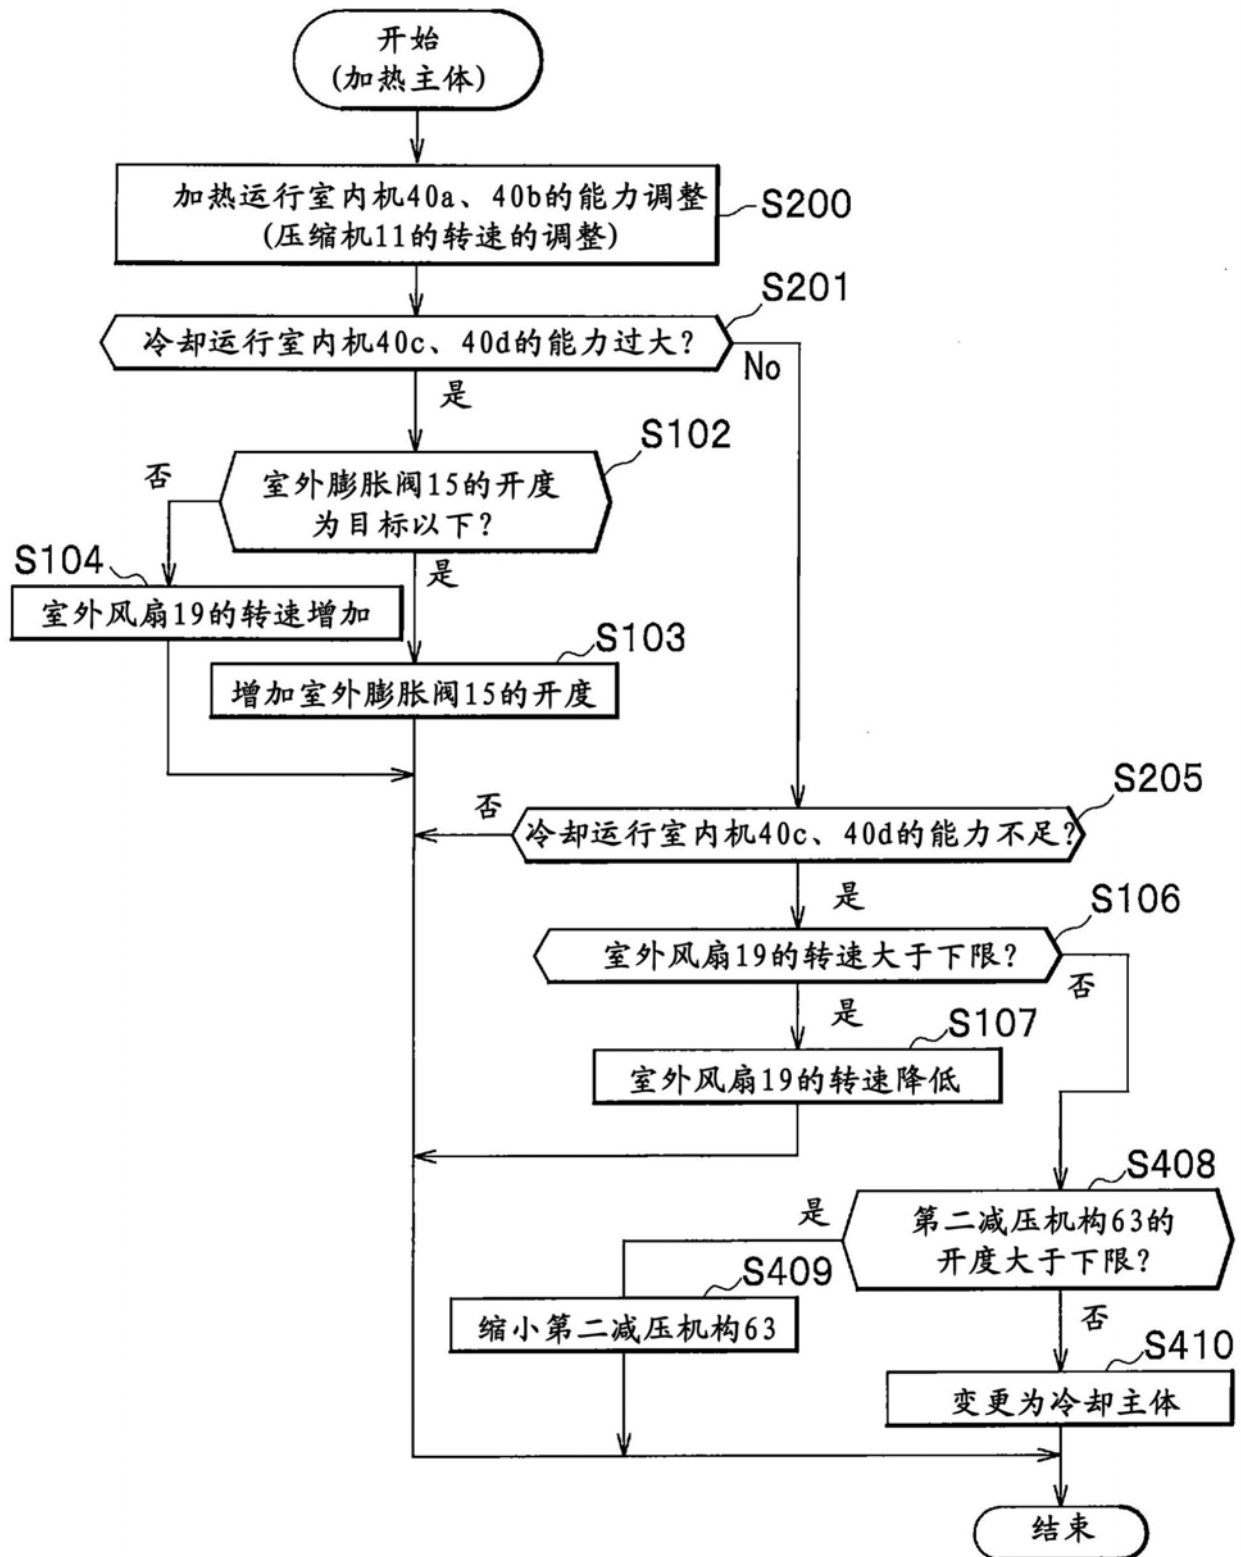 开始
(加热主体)
加热运行室内机40a、40b的能力调整
(压缩机11的转速的调整)
S200
S201
冷却运行室内机40c、40d的能力过大?
No
是
S102
否
室外膨胀阀15的开度
为目标以下?
S104
是
室外风扇19的转速增加
S103
增加室外膨胀阀15的开度
S205
否
冷却运行室内机40c、40d的能力不足?
是
S106
室外风扇19的转速大于下限?
否
是
S107
室外风扇19的转速降低
S408
是
第二减压机构63的
开度大于下限?
S409
缩小第二减压机构63
否
S410
变更为冷却主体
结束